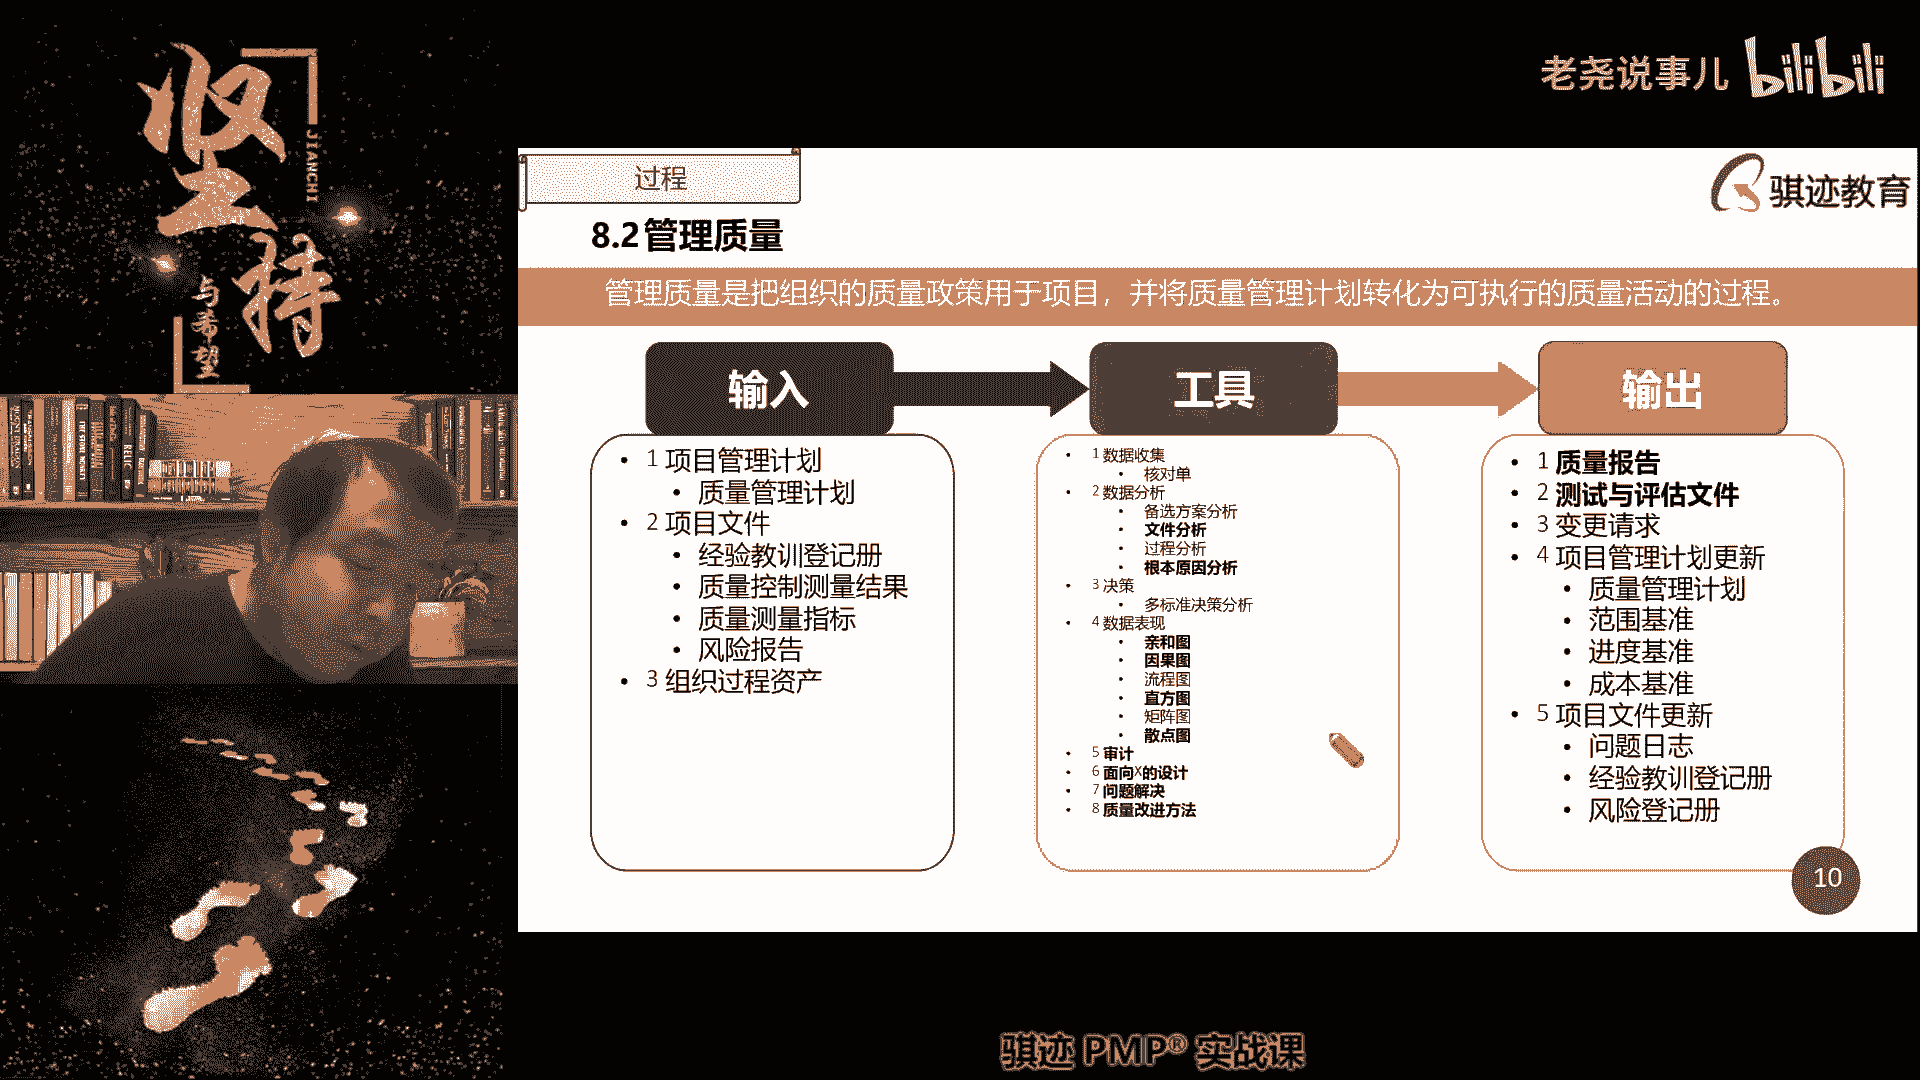 坚持
JIANCHI
与希望
老尧说事儿 bilibili
过程
骐迹教育
8.2管理质量
管理质量是把组织的质量政策用于项目，并将质量管理计划转化为可执行的质量活动的过程。
输入
• 1 项目管理计划
• 质量管理计划
• 2 项目文件
• 经验教训登记册
• 质量控制测量结果
• 质量测量指标
• 风险报告
• 3 组织过程资产
工具
• 1 数据收集
• 核对单
• 2 数据分析
• 备选方案分析
• 文件分析
• 过程分析
• 根本原因分析
• 3 决策
• 多标准决策分析
• 4 数据表现
• 亲和图
• 因果图
• 流程图
• 直方图
• 矩阵图
• 散点图
• 5 审计
• 6 面向X的设计
• 7 问题解决
• 8 质量改进方法
输出
• 1 质量报告
• 2 测试与评估文件
• 3 变更请求
• 4 项目管理计划更新
• 质量管理计划
• 范围基准
• 进度基准
• 成本基准
• 5 项目文件更新
• 问题日志
• 经验教训登记册
• 风险登记册
10
骐迹 PMP® 实战课